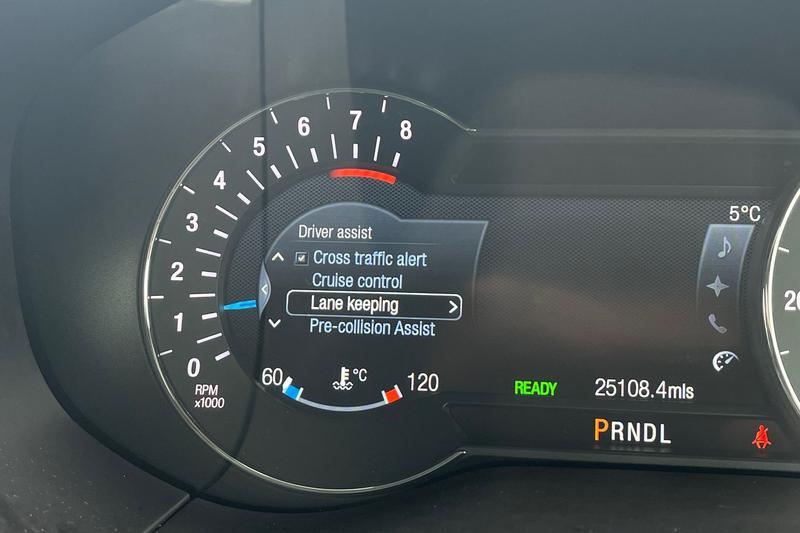 8
7
6
5
4
3
2
1
0
RPM
x1000
Driver assist
Cross traffic alert
Cruise control
Lane keeping
Pre-collision Assist
60
°C
120
5°C
READY
25108.4mls
PRNDL
20